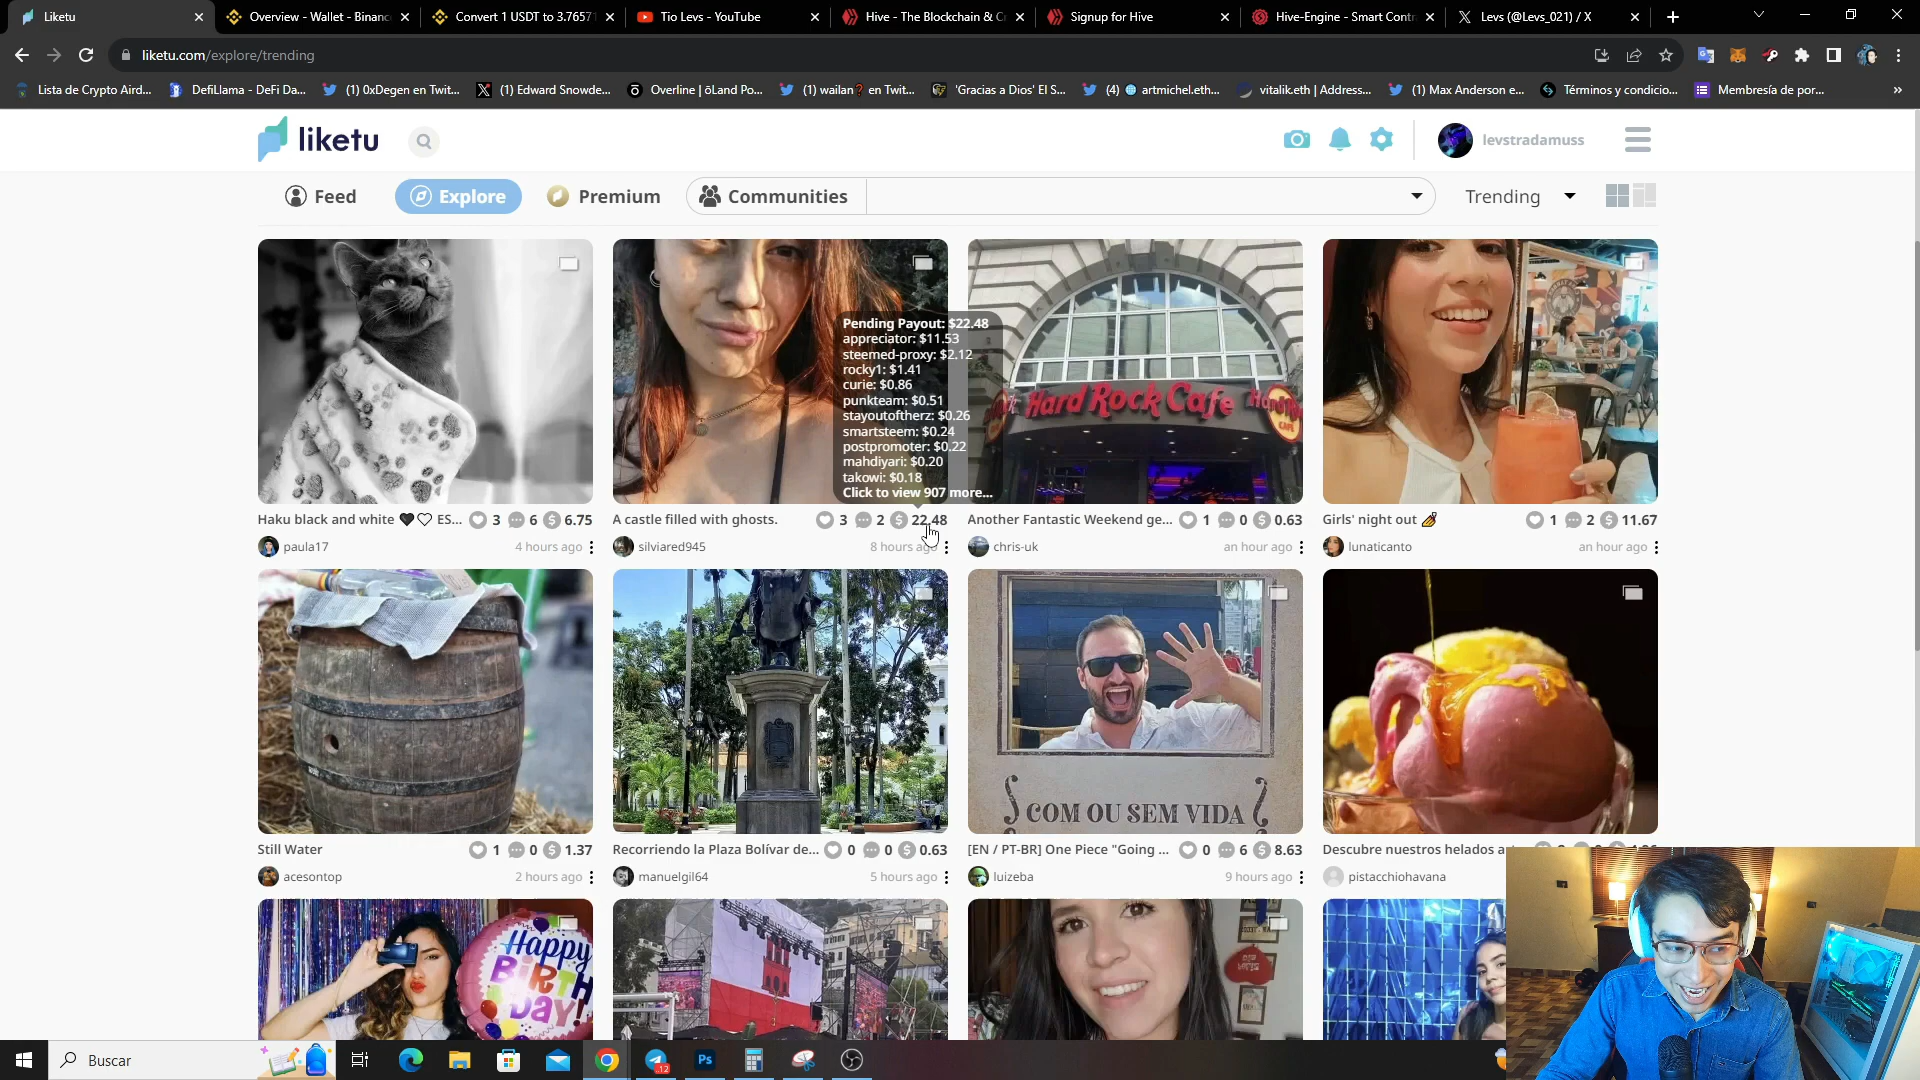 Liketu
Overview - Wallet - Binanc
Convert 1 USDT to 3.76571
Tio Levs - YouTube
Hive - The Blockchain & C
Signup for Hive
Hive-Engine - Smart Contr
Levs (@Levs_021) / X
liketu.com/explore/trending
Lista de Crypto Aird...
DefiLlama - DeFi Da...
(1) 0xDegen en Twit...
(1) Edward Snowde...
Overline | ōLand Po...
(1) wailan❓ en Twit...
'Gracias a Dios' El S...
(4) 🌐 artmichel.eth...
vitalik.eth | Address...
(1) Max Anderson e...
Términos y condicio...
Membresía de por...
»
liketu
levstradamuss
Feed
Explore
Premium
Communities
Trending
Pending Payout: $22.48
appreciator: $11.53
steemed-proxy: $2.12
rocky1: $1.41
curie: $0.86
punkteam: $0.51
stayoutoftherz: $0.26
smartsteem: $0.24
postpromoter: $0.22
mahdiyari: $0.20
takowi: $0.18
Click to view 907 more...
Hard Rock Cafe
Haku black and white 🖤🤍 ES... 3 6 $ 6.75
paula17 4 hours ago
A castle filled with ghosts. 3 2 $ 22.48
silviared945 8 hours ago
Another Fantastic Weekend ge... 1 0 $ 0.63
chris-uk an hour ago
Girls' night out 💅 1 2 $ 11.67
lunaticanto an hour ago
COM OU SEM VIDA
Still Water 1 0 $ 1.37
acesontop 2 hours ago
Recorriendo la Plaza Bolívar de... 0 0 $ 0.63
manuelgil64 5 hours ago
[EN / PT-BR] One Piece "Going ... 0 6 $ 8.63
luizeba 9 hours ago
Descubre nuestros helados
pistacchiohavana
Happy
BIRTH
DAY!
Buscar
12
Ps